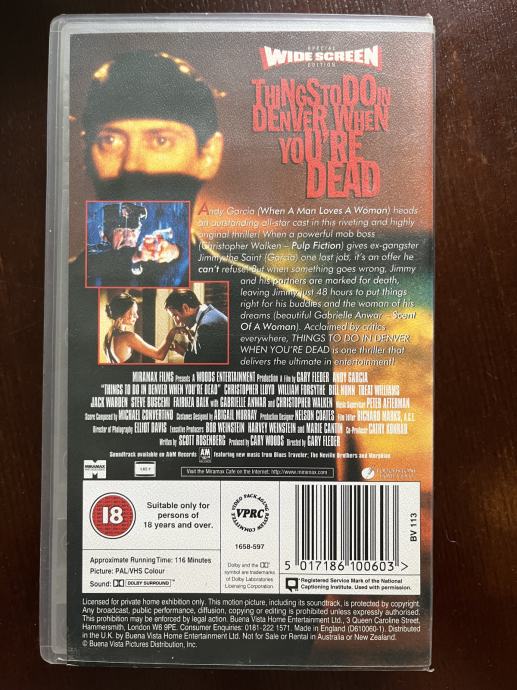 SPECIAL
WIDE SCREEN
EDITION
THINGS TO DO IN
DENVER WHEN
YOU'RE
DEAD
Andy Garcia (When A Man Loves A Woman) heads
an outstanding all-star cast in this riveting and highly
original thriller! When a powerful mob boss
(Christopher Walken – Pulp Fiction) gives ex-gangster
Jimmy the Saint (Garcia) one last job, it's an offer he
can't refuse! But when something goes wrong, Jimmy
and his partners are marked for death,
leaving Jimmy just 48 hours to put things
right for his buddies and the woman of his
dreams (beautiful Gabrielle Anwar – Scent
Of A Woman). Acclaimed by critics
everywhere, THINGS TO DO IN DENVER
WHEN YOU'RE DEAD is one thriller that
delivers the ultimate in entertainment!
MIRAMAX FILMS Presents A WOODS ENTERTAINMENT Production A Film by GARY FLEDER ANDY GARCIA
"THINGS TO DO IN DENVER WHEN YOU'RE DEAD" CHRISTOPHER LLOYD WILLIAM FORSYTHE BILL NUNN TREAT WILLIAMS
JACK WARDEN STEVE BUSCEMI FAIRUZA BALK with GABRIELLE ANWAR and CHRISTOPHER WALKEN Music Supervisor PETER AFTERMAN
Score Composed by MICHAEL CONVERTINO Costumes Designed by ABIGAIL MURRAY Production Designer NELSON COATES Film Editor RICHARD MARKS, A.C.E.
Director of Photography ELLIOT DAVIS Executive Producers BOB WEINSTEIN HARVEY WEINSTEIN and MARIE CANTIN Co-Producer CATHY KONRAD
Written by SCOTT ROSENBERG Produced by CARY WOODS Directed by GARY FLEDER
Soundtrack available on A&M Records AM featuring new music from Blues Traveler, The Neville Brothers and Morphine
MIRAMAX
Visit the Miramax Cafe on the Internet: http://www.miramax.com
18
Suitable only for
persons of
18 years and over.
VIDEO PACKAGING
REVIEW COMMITTEE
VPRC
1658-597
BV 113
Approximate Running Time: 116 Minutes
Picture: PAL/VHS Colour
Sound: DOLBY SURROUND
Dolby and the
symbol are trademarks
of Dolby Laboratories
Licensing Corporation.
5 017186 100603 >
Registered Service Mark of the National
Captioning Institute. Used with permission.
Licensed for private home exhibition only. This motion picture, including its soundtrack, is protected by copyright.
Any broadcast, public performance, diffusion, copying or editing is prohibited unless expressly authorised.
This prohibition may be enforced by legal action. Buena Vista Home Entertainment Ltd., 3 Queen Caroline Street,
Hammersmith, London W6 9PE. Consumer Enquiries: 0181-222 1571. Made in England (D610060-1) Distributed
in the U.K. by Buena Vista Home Entertainment Ltd. Not for Sale or Rental in Australia or New Zealand.
© Buena Vista Pictures Distribution, Inc.